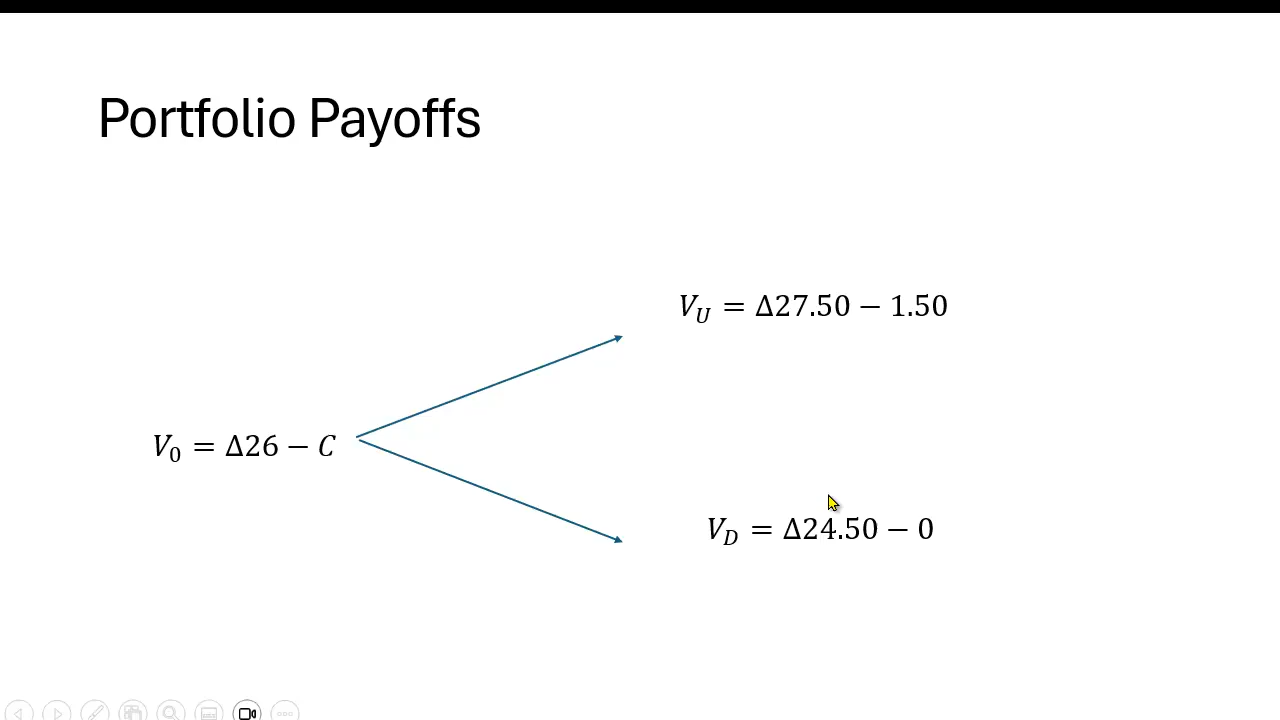 Portfolio Payoffs
V_U = Δ27.50 − 1.50
V_0 = Δ26 − C
V_D = Δ24.50 − 0